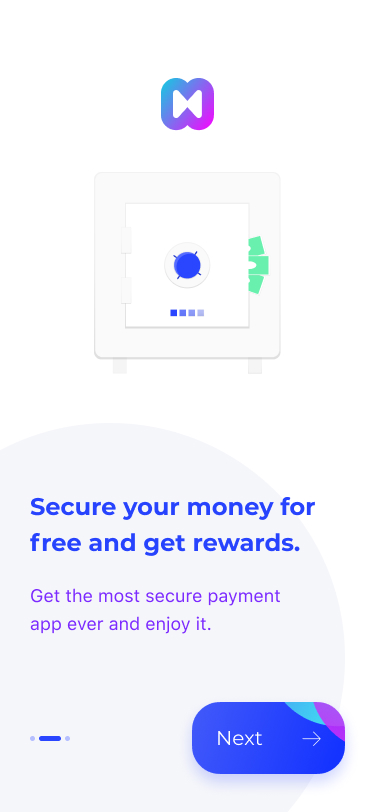 Secure your money for
free and get rewards.
Get the most secure payment
app ever and enjoy it.
Next